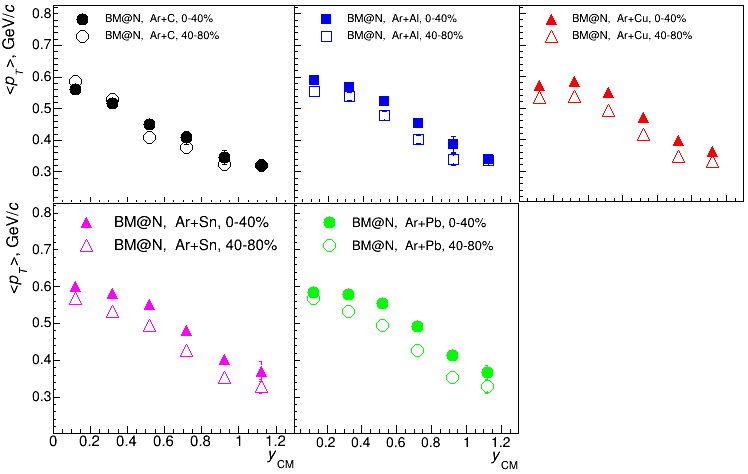 <p_T>, GeV/c
0.8
0.7
0.6
0.5
0.4
0.3
BM@N, Ar+C, 0-40%
BM@N, Ar+C, 40-80%
BM@N, Ar+Al, 0-40%
BM@N, Ar+Al, 40-80%
BM@N, Ar+Cu, 0-40%
BM@N, Ar+Cu, 40-80%
<p_T>, GeV/c
0.8
0.7
0.6
0.5
0.4
0.3
BM@N, Ar+Sn, 0-40%
BM@N, Ar+Sn, 40-80%
BM@N, Ar+Pb, 0-40%
BM@N, Ar+Pb, 40-80%
0 0.2 0.4 0.6 0.8 1 1.2
0.2 0.4 0.6 0.8 1 1.2
y_CM
y_CM